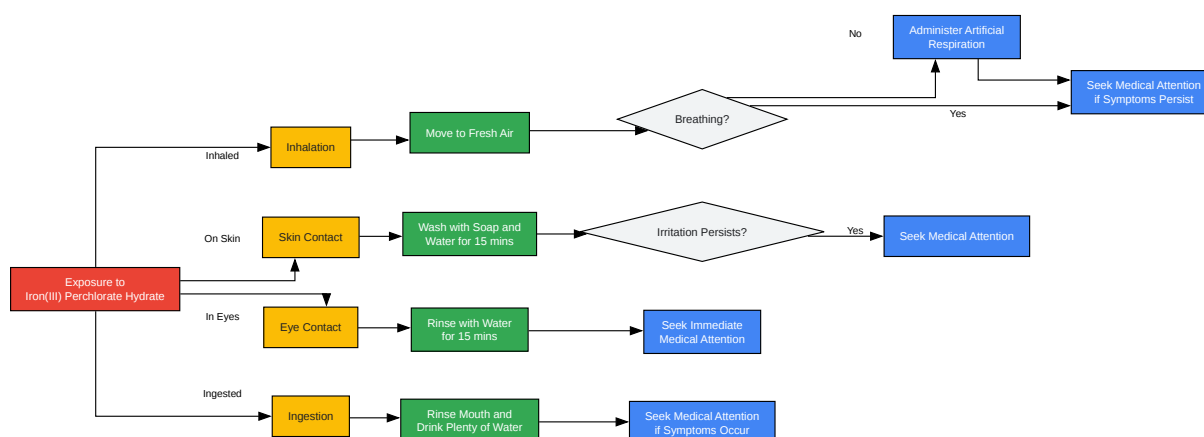 No
Administer Artificial
Respiration
Seek Medical Attention
if Symptoms Persist
Yes
Breathing?
Move to Fresh Air
Inhalation
Inhaled
On Skin
Skin Contact
Wash with Soap and
Water for 15 mins
Irritation Persists?
Yes
Seek Medical Attention
Exposure to
Iron(III) Perchlorate Hydrate
In Eyes
Eye Contact
Rinse with Water
for 15 mins
Seek Immediate
Medical Attention
Ingested
Ingestion
Rinse Mouth and
Drink Plenty of Water
Seek Medical Attention
if Symptoms Occur